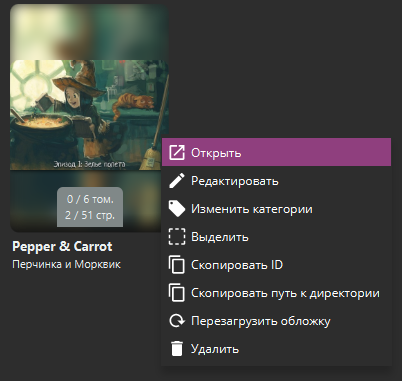 Эпизод 1: Зелье полета
0 / 6 том.
2 / 51 стр.
Pepper & Carrot
Перчинка и Морквик
Открыть
Редактировать
Изменить категории
Выделить
Скопировать ID
Скопировать путь к директории
Перезагрузить обложку
Удалить